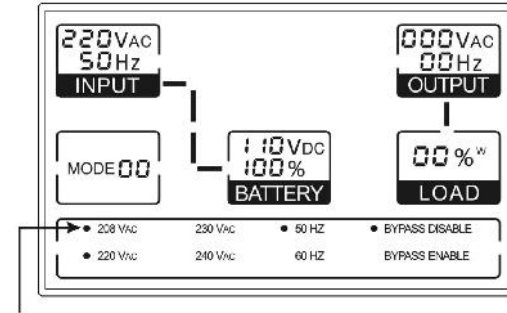 220VAC
50Hz
INPUT
000VAC
00Hz
OUTPUT
MODE 00
110VDC
100%
BATTERY
00%W
LOAD
• 208 VAC 230 VAC • 50 HZ • BYPASS DISABLE
• 220 VAC 240 VAC 60 HZ BYPASS ENABLE